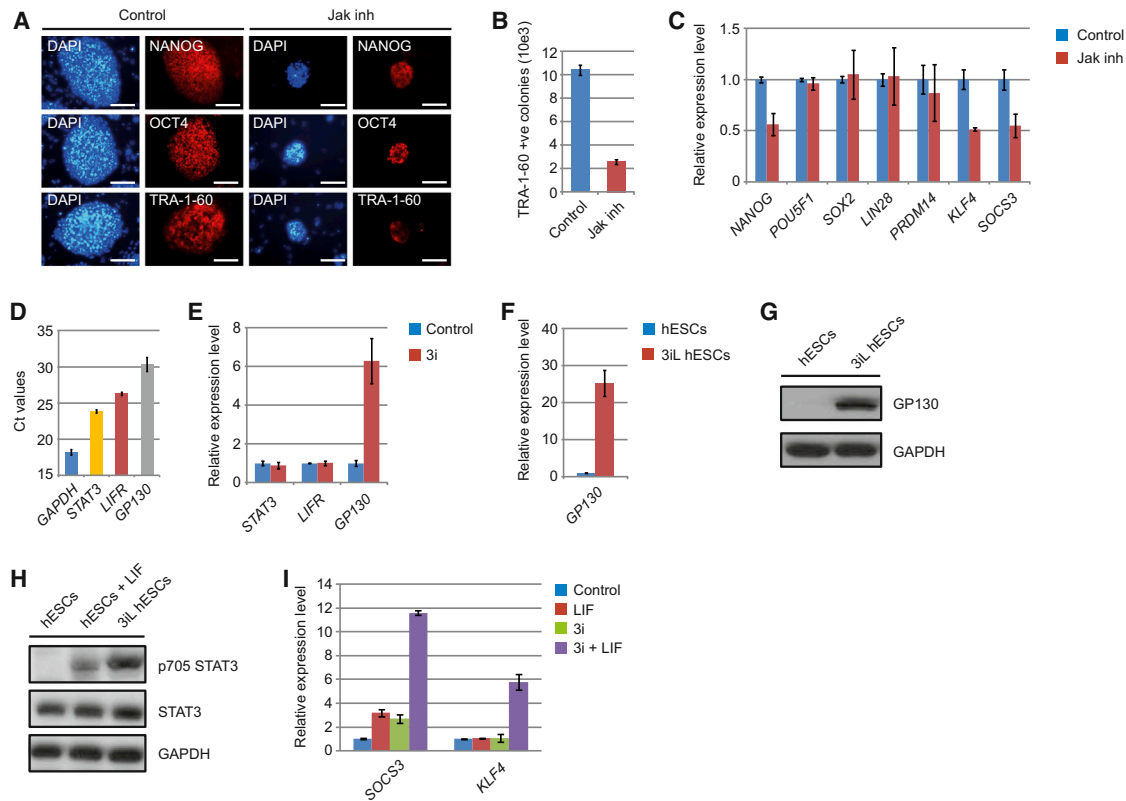 A
Control
Jak inh
DAPI
NANOG
DAPI
NANOG
DAPI
OCT4
DAPI
OCT4
DAPI
TRA-1-60
DAPI
TRA-1-60
B
TRA-1-60 +ve colonies (10e3)
12
10
8
6
4
2
0
Control
Jak inh
C
Relative expression level
1.5
1.0
0.5
0
NANOG
POU5F1
SOX2
LIN28
PRDM14
KLF4
SOCS3
Control
Jak inh
D
Ct values
35
30
25
20
15
GAPDH
STAT3
LIFR
GP130
E
Relative expression level
8
6
4
2
0
STAT3
LIFR
GP130
Control
3i
F
Relative expression level
40
30
20
10
0
GP130
hESCs
3iL hESCs
G
hESCs
3iL hESCs
GP130
GAPDH
H
hESCs
hESCs + LIF
3iL hESCs
p705 STAT3
STAT3
GAPDH
I
Relative expression level
14
12
10
8
6
4
2
0
SOCS3
KLF4
Control
LIF
3i
3i + LIF